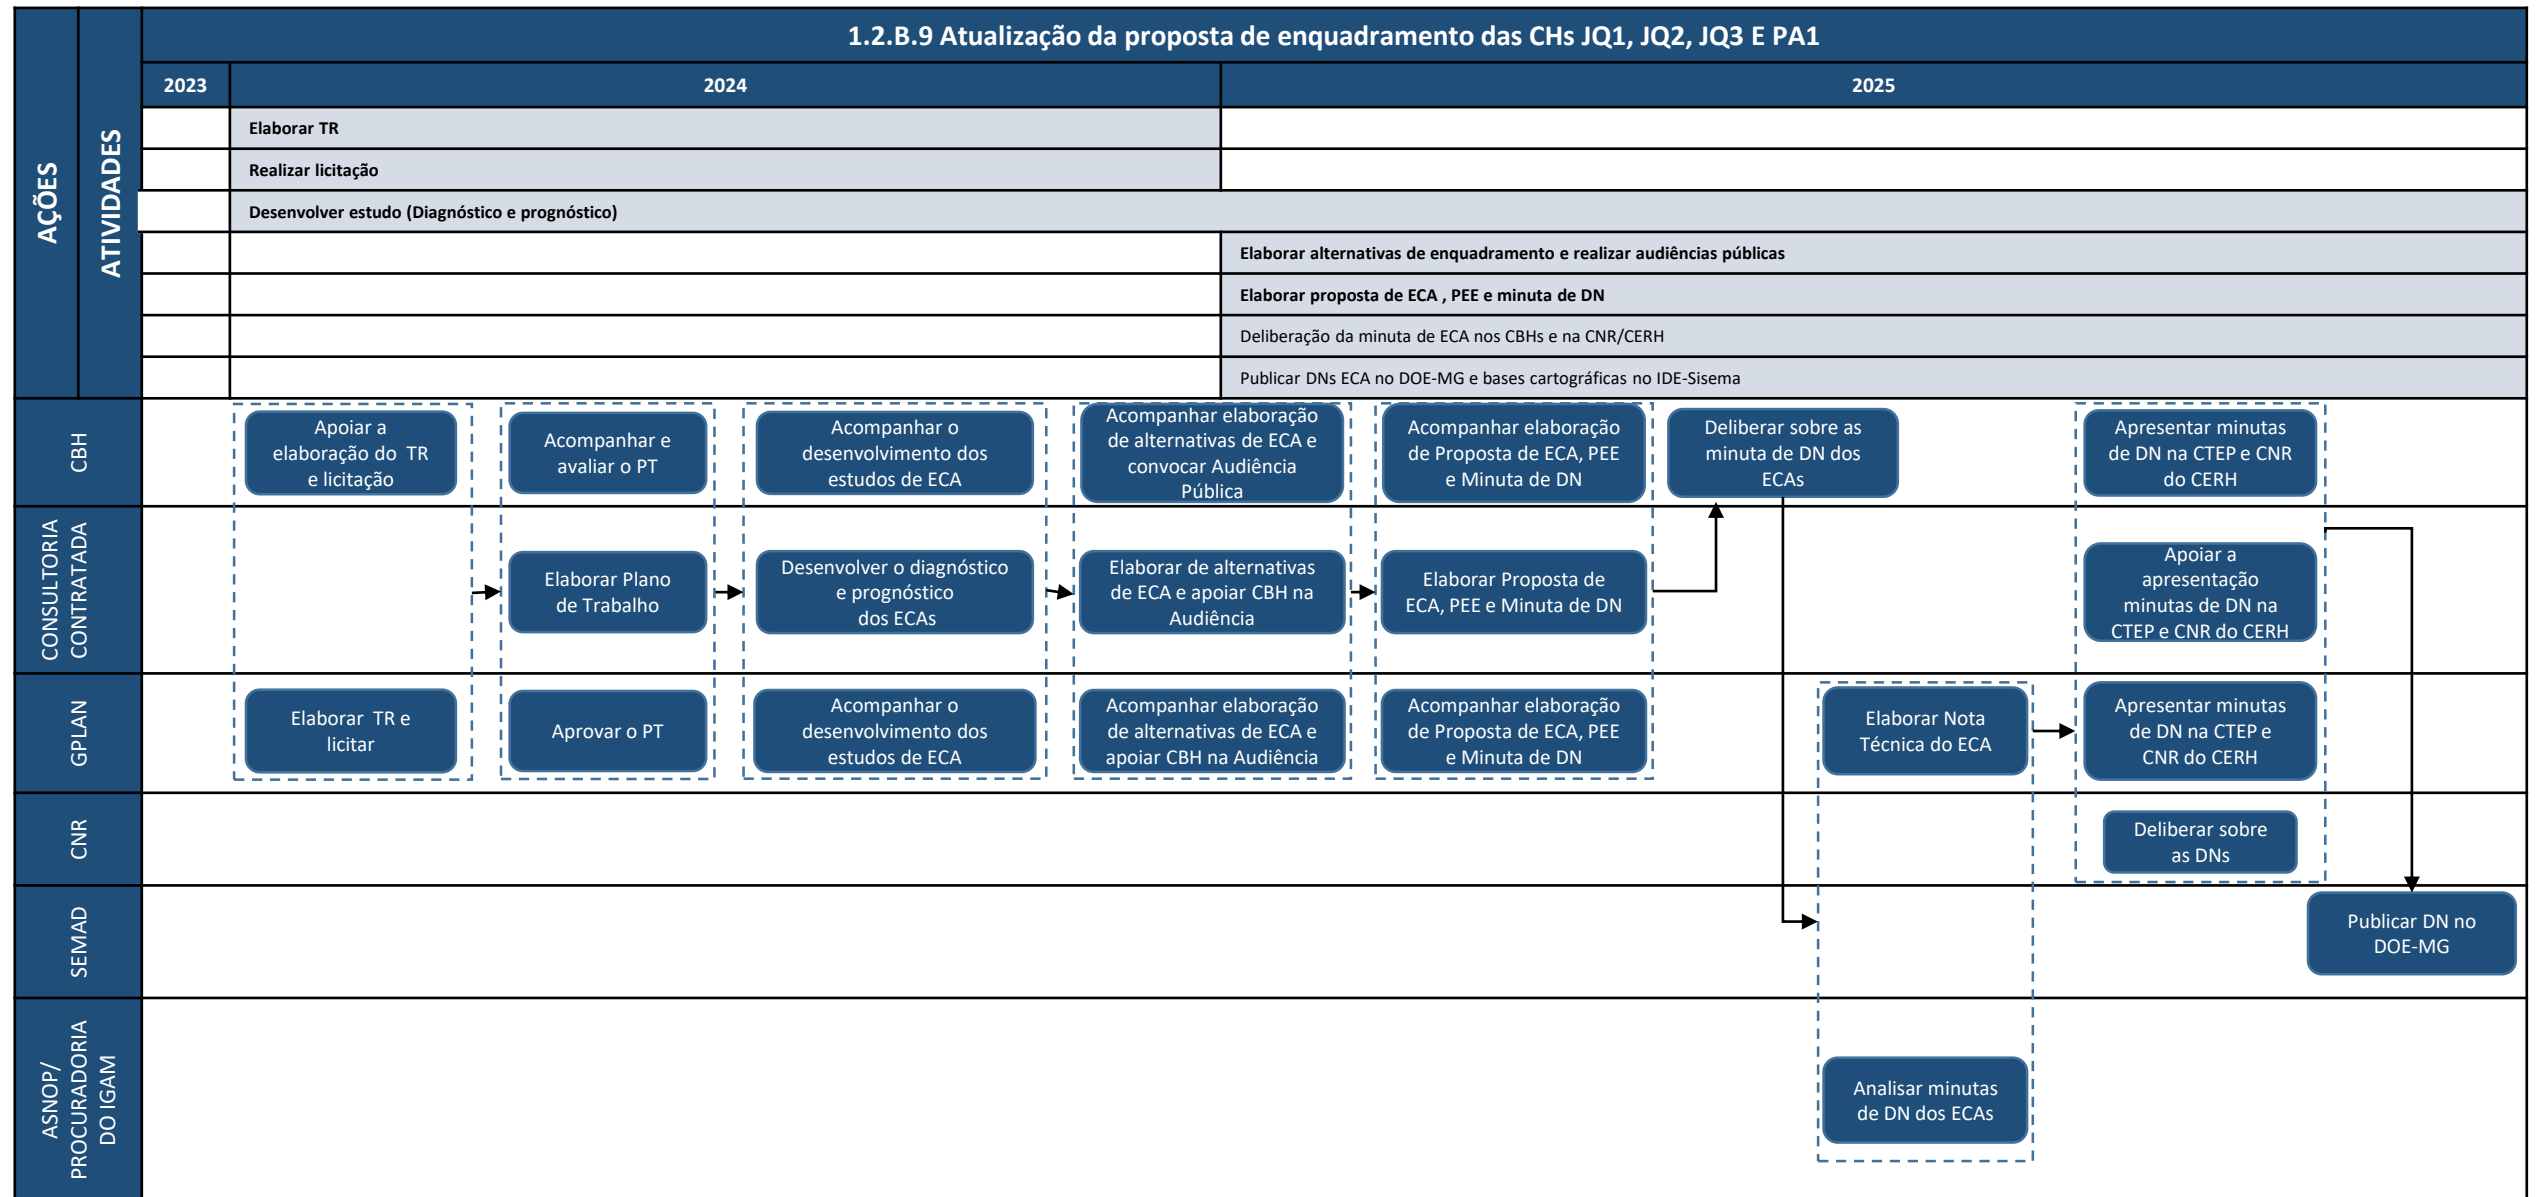 1.2.B.9 Atualização da proposta de enquadramento das CHs JQ1, JQ2, JQ3 E PA1
AÇÕES
ATIVIDADES
2023
2024
2025
Elaborar TR
Realizar licitação
Desenvolver estudo (Diagnóstico e prognóstico)
Elaborar alternativas de enquadramento e realizar audiências públicas
Elaborar proposta de ECA , PEE e minuta de DN
Deliberação da minuta de ECA nos CBHs e na CNR/CERH
Publicar DNs ECA no DOE-MG e bases cartográficas no IDE-Sisema
CBH
Apoiar a
elaboração do TR
e licitação
Acompanhar e
avaliar o PT
Acompanhar o
desenvolvimento dos
estudos de ECA
Acompanhar elaboração
de alternativas de ECA e
convocar Audiência
Pública
Acompanhar elaboração
de Proposta de ECA, PEE
e Minuta de DN
Deliberar sobre as
minuta de DN dos
ECAs
Apresentar minutas
de DN na CTEP e CNR
do CERH
CONSULTORIA
CONTRATADA
Elaborar Plano
de Trabalho
Desenvolver o diagnóstico
e prognóstico
dos ECAs
Elaborar de alternativas
de ECA e apoiar CBH na
Audiência
Elaborar Proposta de
ECA, PEE e Minuta de DN
Apoiar a
apresentação
minutas de DN na
CTEP e CNR do CERH
GPLAN
Elaborar TR e
licitar
Aprovar o PT
Acompanhar o
desenvolvimento dos
estudos de ECA
Acompanhar elaboração
de alternativas de ECA e
apoiar CBH na Audiência
Acompanhar elaboração
de Proposta de ECA, PEE
e Minuta de DN
Elaborar Nota
Técnica do ECA
Apresentar minutas
de DN na CTEP e
CNR do CERH
CNR
Deliberar sobre
as DNs
SEMAD
Publicar DN no
DOE-MG
ASNOP/
PROCURADORIA
DO IGAM
Analisar minutas
de DN dos ECAs